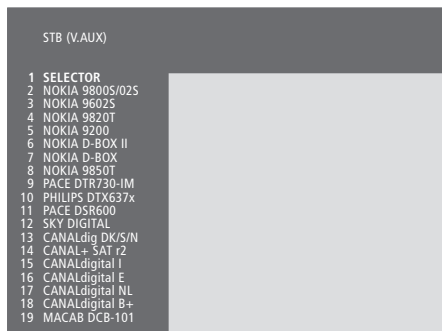 STB (V.AUX)
1 SELECTOR
2 NOKIA 9800S/02S
3 NOKIA 9602S
4 NOKIA 9820T
5 NOKIA 9200
6 NOKIA D-BOX II
7 NOKIA D-BOX
8 NOKIA 9850T
9 PACE DTR730-IM
10 PHILIPS DTX637x
11 PACE DSR600
12 SKY DIGITAL
13 CANALdig DK/S/N
14 CANAL+ SAT r2
15 CANALdigital I
16 CANALdigital E
17 CANALdigital NL
18 CANALdigital B+
19 MACAB DCB-101